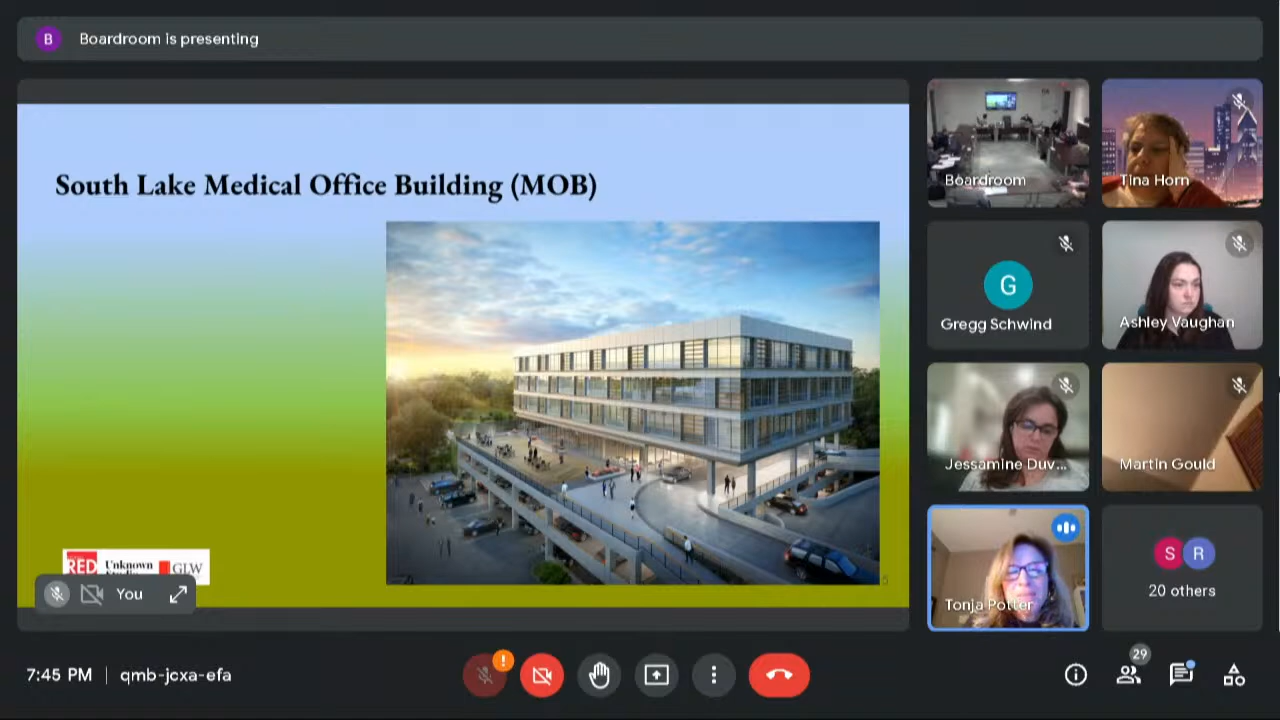 B
Boardroom is presenting
South Lake Medical Office Building (MOB)
RED
Unknown
GLW
You
Boardroom
Tina Horn
G
Gregg Schwind
Ashley Vaughan
Jessamine Duv...
Martin Gould
Tonja Potter
S R
20 others
7:45 PM | qmb-jcxa-efa
!
29